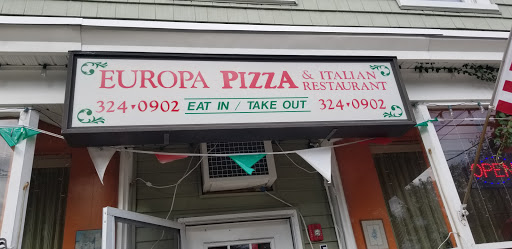 EUROPA PIZZA & ITALIAN RESTAURANT
324▾0902 EAT IN / TAKE OUT 324▾0902
OPEN